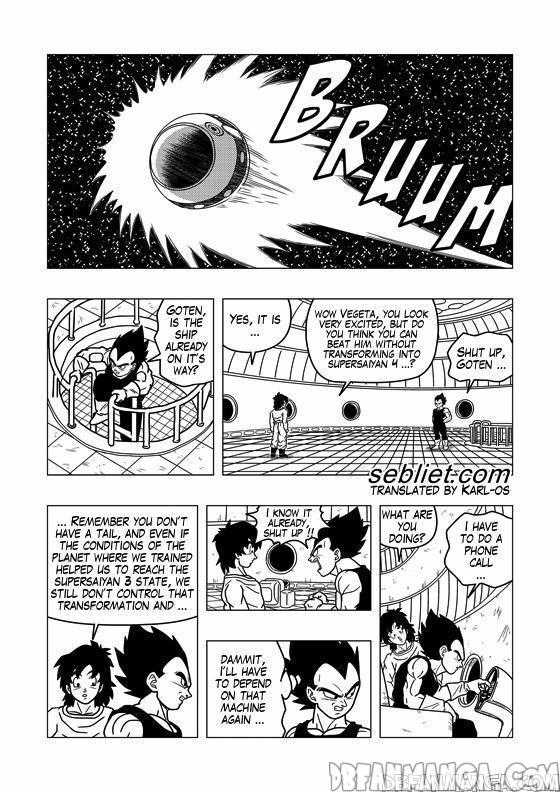 BRUUM
GOTEN,
IS THE
SHIP
ALREADY
ON IT'S
WAY?
YES, IT IS
...
WOW VEGETA, YOU LOOK
VERY EXCITED, BUT DO
YOU THINK YOU CAN
BEAT HIM WITHOUT
TRANSFORMING INTO
SUPERSAIYAN 4 ...?
SHUT UP,
GOTEN ...
sebliet.com
TRANSLATED BY KARL-OS
... REMEMBER YOU DON'T
HAVE A TAIL, AND EVEN IF
THE CONDITIONS OF THE
PLANET WHERE WE TRAINED
HELPED US TO REACH THE
SUPERSAIYAN 3 STATE, WE
STILL DON'T CONTROL THAT
TRANSFORMATION AND ...
I KNOW IT
ALREADY,
SHUT UP !!
DAMMIT,
I'LL HAVE TO
DEPEND ON
THAT
MACHINE
AGAIN ...
WHAT ARE
YOU
DOING?
I HAVE
TO DO A
PHONE
CALL
...
DBFANMANGA.COM